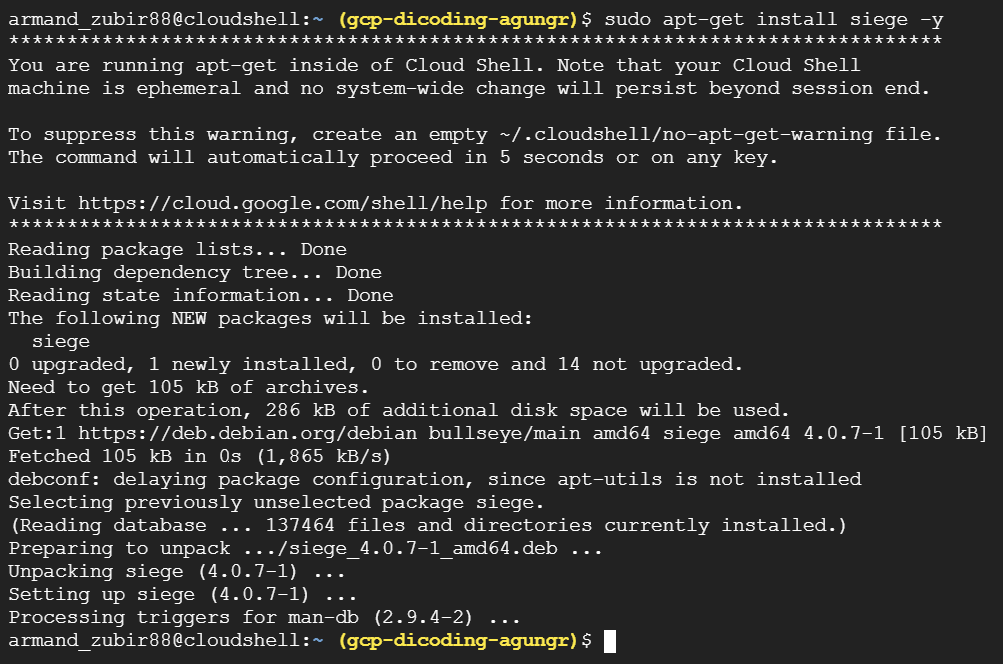 armand_zubir88@cloudshell:~ (gcp-dicoding-agungr)$ sudo apt-get install siege -y
********************************************************************************
You are running apt-get inside of Cloud Shell. Note that your Cloud Shell
machine is ephemeral and no system-wide change will persist beyond session end.

To suppress this warning, create an empty ~/.cloudshell/no-apt-get-warning file.
The command will automatically proceed in 5 seconds or on any key.

Visit https://cloud.google.com/shell/help for more information.
********************************************************************************
Reading package lists... Done
Building dependency tree... Done
Reading state information... Done
The following NEW packages will be installed:
  siege
0 upgraded, 1 newly installed, 0 to remove and 14 not upgraded.
Need to get 105 kB of archives.
After this operation, 286 kB of additional disk space will be used.
Get:1 https://deb.debian.org/debian bullseye/main amd64 siege amd64 4.0.7-1 [105 kB]
Fetched 105 kB in 0s (1,865 kB/s)
debconf: delaying package configuration, since apt-utils is not installed
Selecting previously unselected package siege.
(Reading database ... 137464 files and directories currently installed.)
Preparing to unpack .../siege_4.0.7-1_amd64.deb ...
Unpacking siege (4.0.7-1) ...
Setting up siege (4.0.7-1) ...
Processing triggers for man-db (2.9.4-2) ...
armand_zubir88@cloudshell:~ (gcp-dicoding-agungr)$